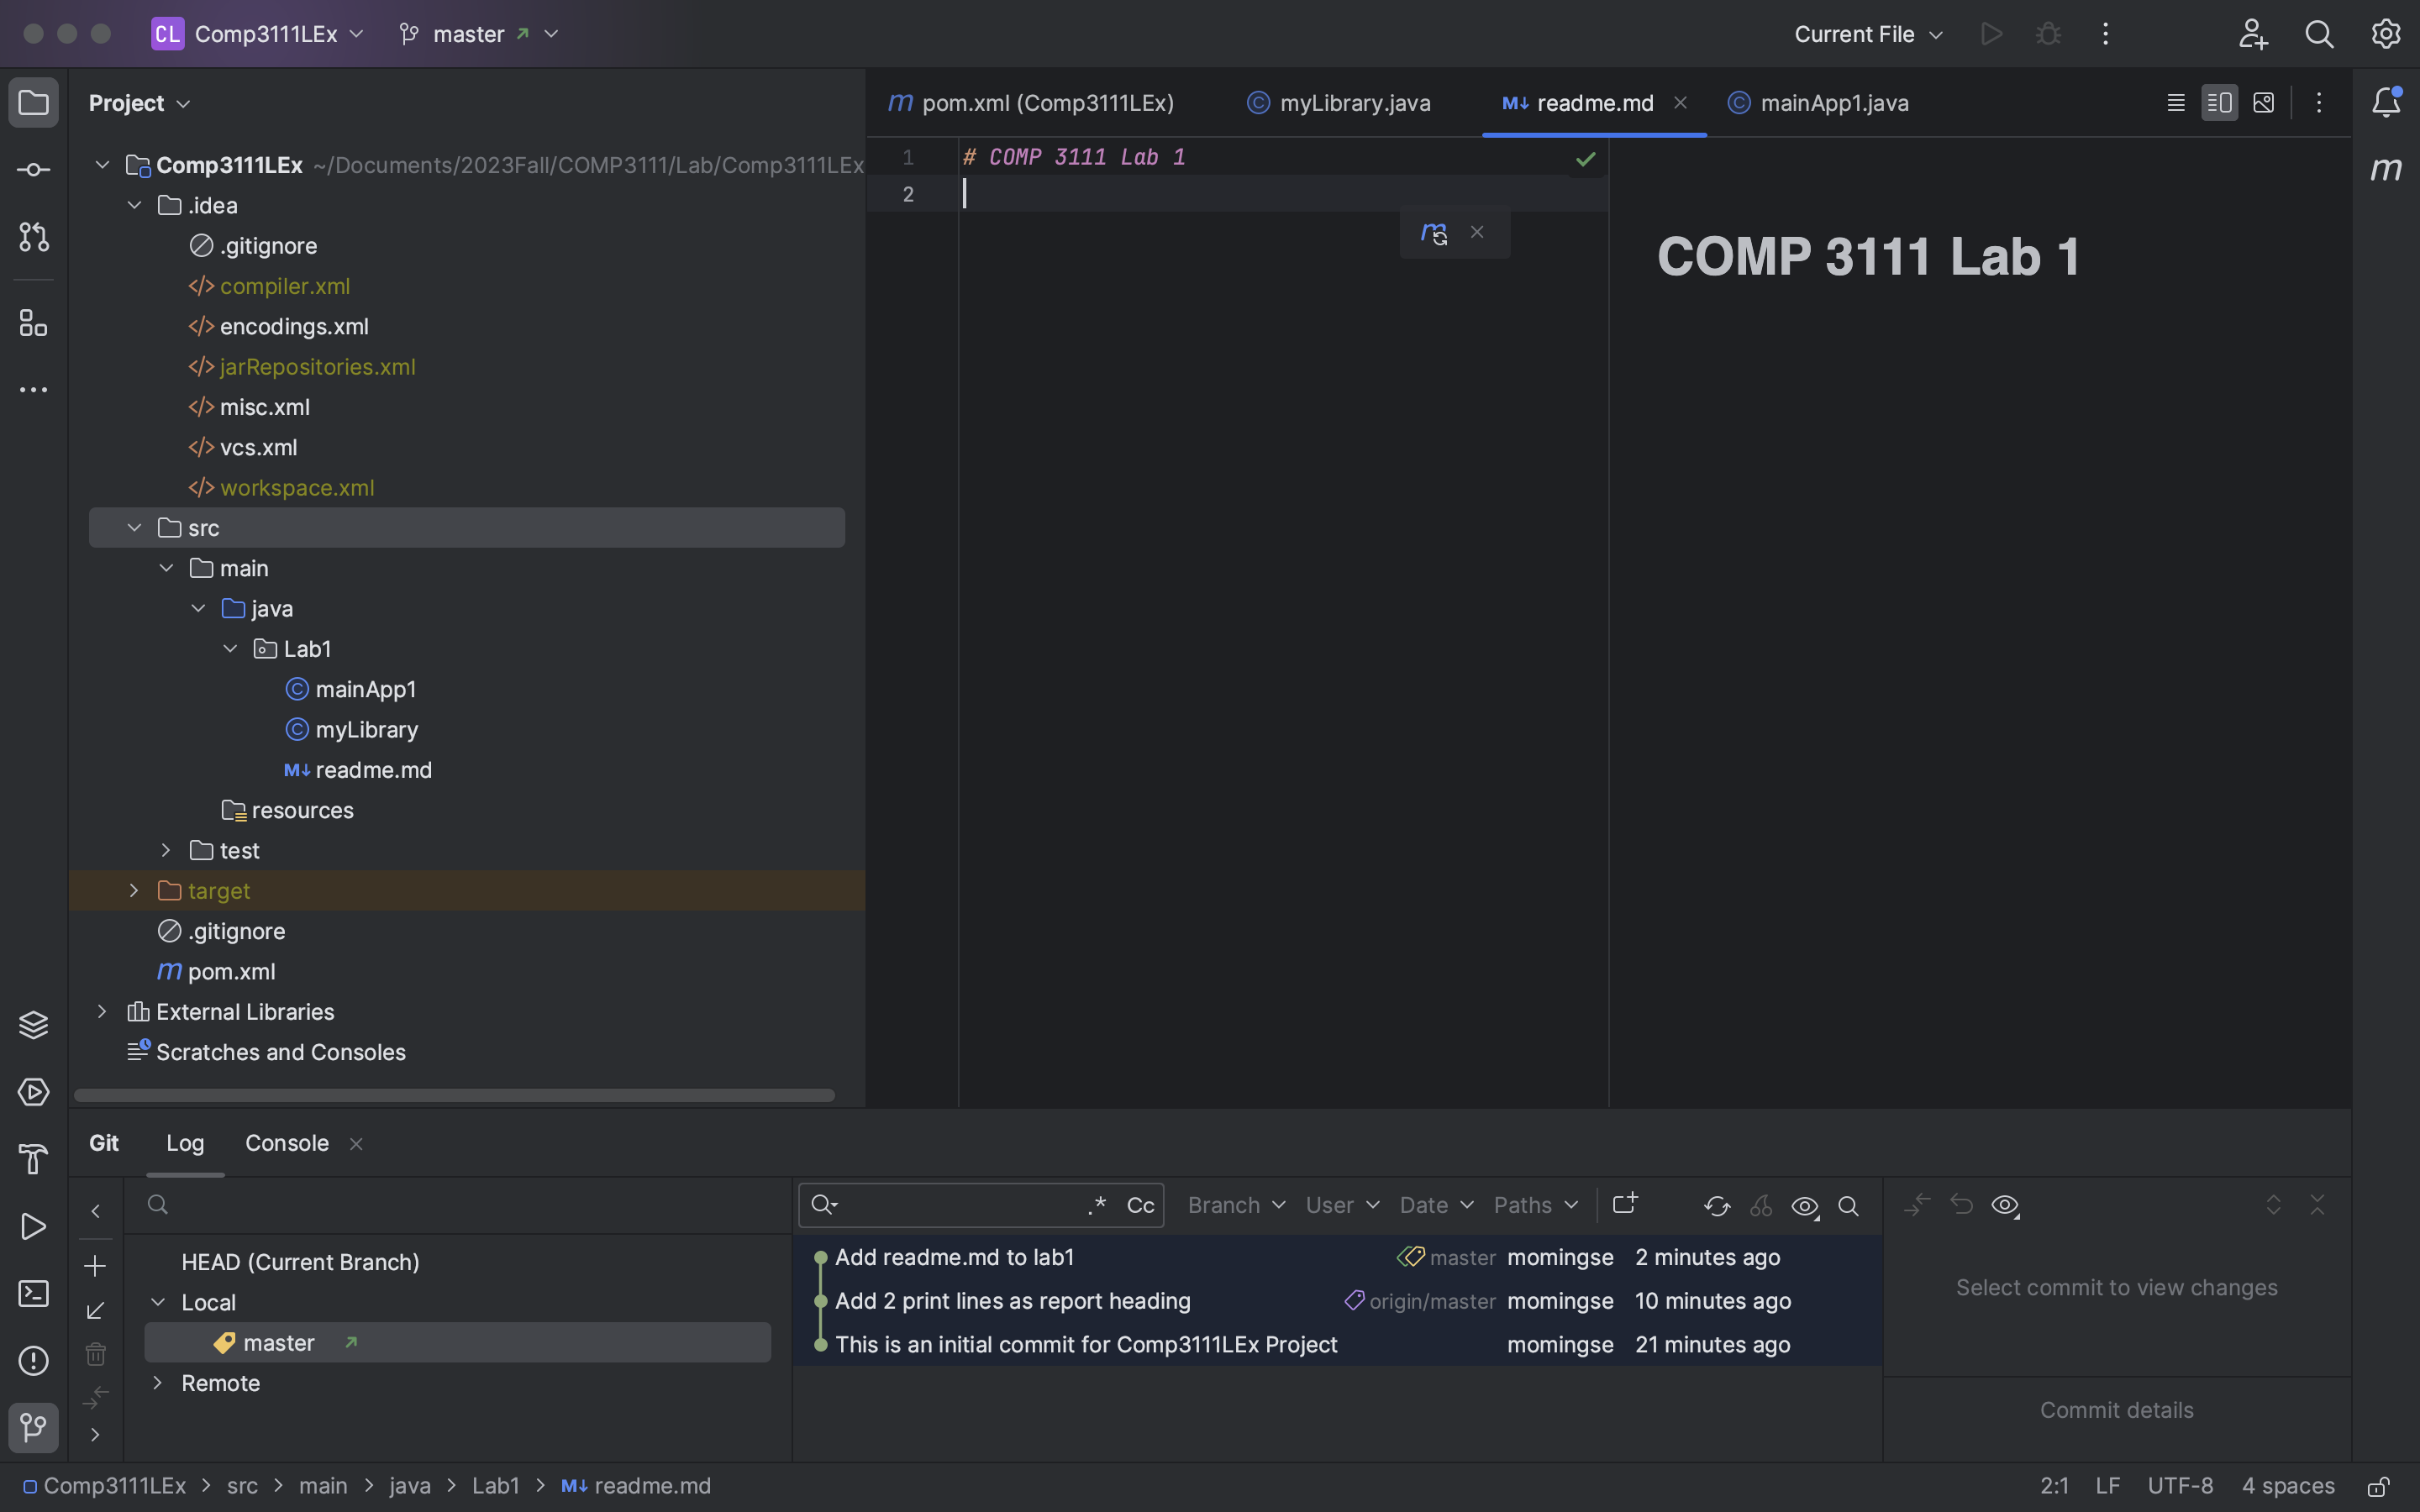 CL Comp3111LEx master Current File
Project
pom.xml (Comp3111LEx) myLibrary.java M↓ readme.md mainApp1.java
Comp3111LEx ~/Documents/2023Fall/COMP3111/Lab/Comp3111LEx
.idea
.gitignore
compiler.xml
encodings.xml
jarRepositories.xml
misc.xml
vcs.xml
workspace.xml
src
main
java
Lab1
mainApp1
myLibrary
M↓ readme.md
resources
test
target
.gitignore
m pom.xml
External Libraries
Scratches and Consoles
1 # COMP 3111 Lab 1
2
COMP 3111 Lab 1
Git Log Console
HEAD (Current Branch)
Local
master
Remote
.* Cc Branch User Date Paths
Add readme.md to lab1 master momingse 2 minutes ago
Add 2 print lines as report heading origin/master momingse 10 minutes ago
This is an initial commit for Comp3111LEx Project momingse 21 minutes ago
Select commit to view changes
Commit details
Comp3111LEx > src > main > java > Lab1 > M↓ readme.md 2:1 LF UTF-8 4 spaces